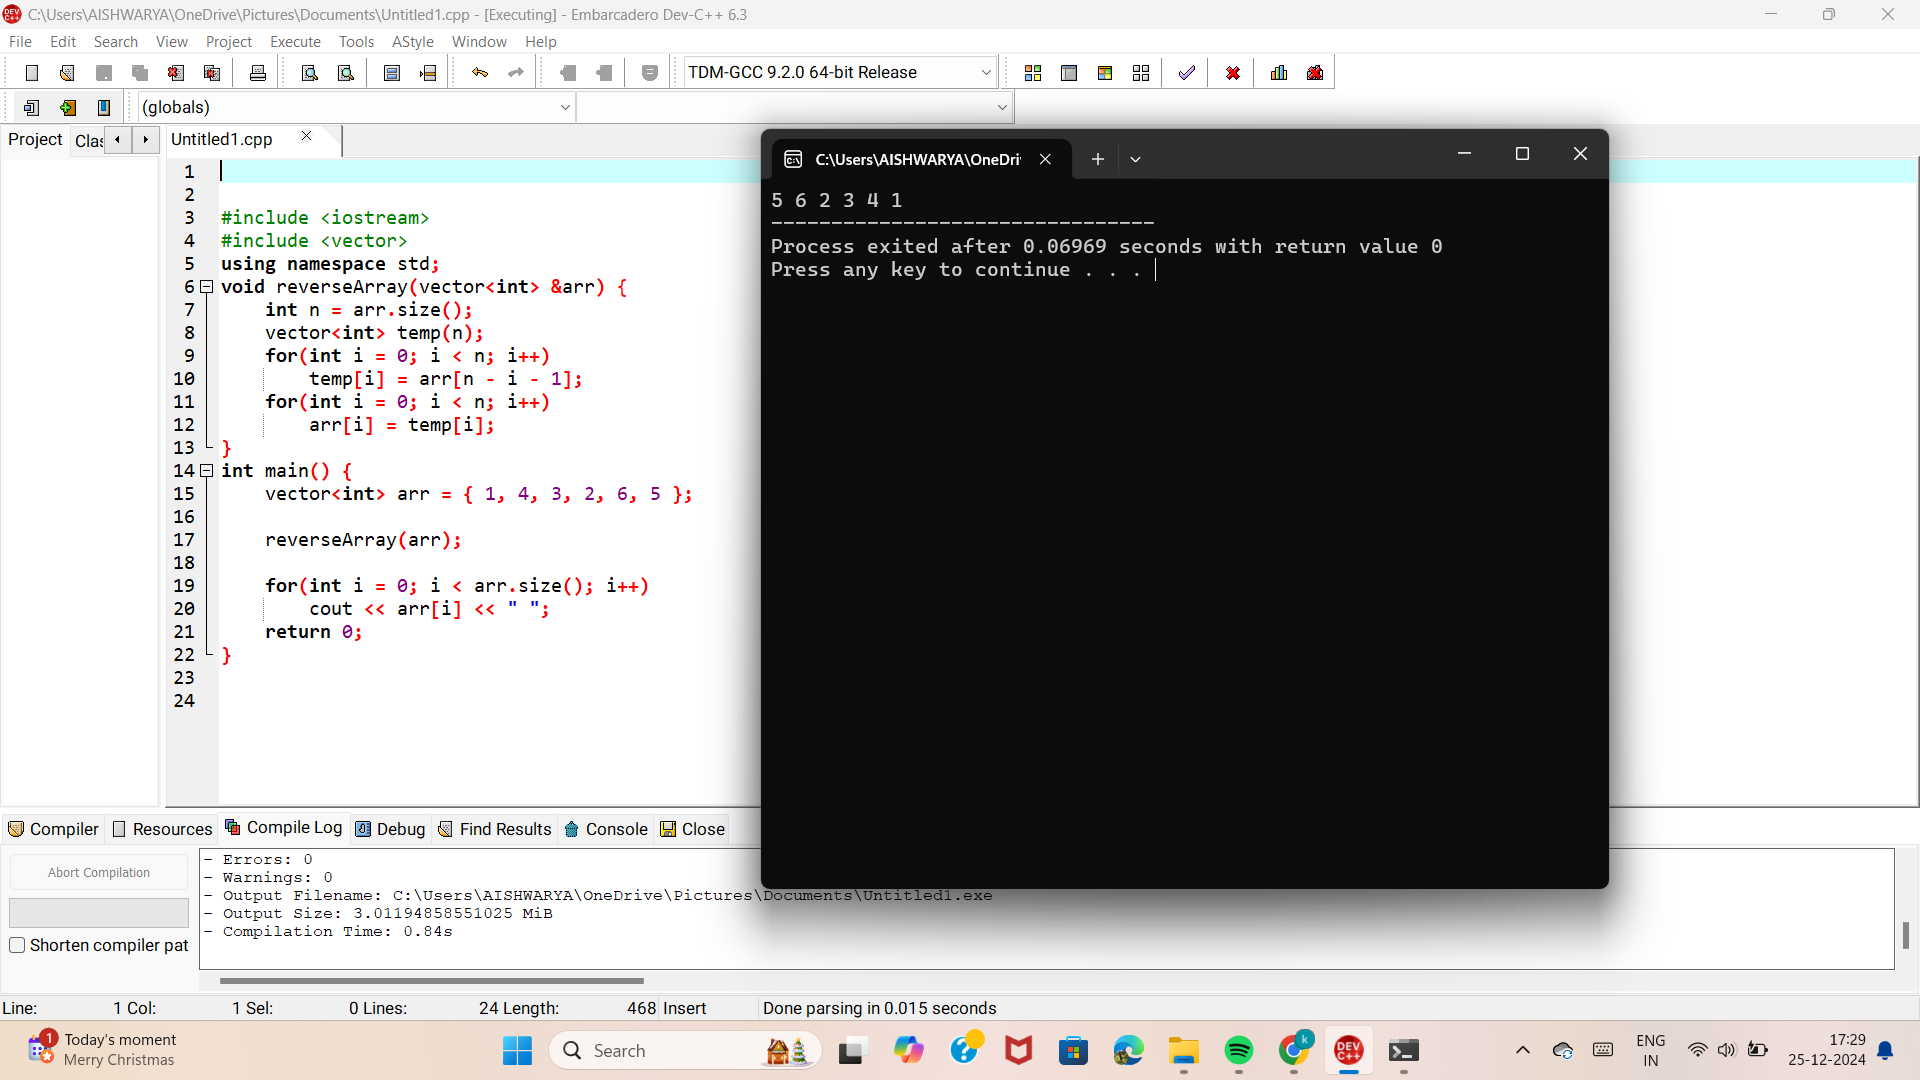 C:\Users\AISHWARYA\OneDrive\Pictures\Documents\Untitled1.cpp - [Executing] - Embarcadero Dev-C++ 6.3
File Edit Search View Project Execute Tools AStyle Window Help
TDM-GCC 9.2.0 64-bit Release
(globals)
Project Clas
Untitled1.cpp
1
2
3 #include <iostream>
4 #include <vector>
5 using namespace std;
6 void reverseArray(vector<int> &arr) {
7 int n = arr.size();
8 vector<int> temp(n);
9 for(int i = 0; i < n; i++)
10 temp[i] = arr[n - i - 1];
11 for(int i = 0; i < n; i++)
12 arr[i] = temp[i];
13 }
14 int main() {
15 vector<int> arr = { 1, 4, 3, 2, 6, 5 };
16
17 reverseArray(arr);
18
19 for(int i = 0; i < arr.size(); i++)
20 cout << arr[i] << " ";
21 return 0;
22 }
23
24
C:\Users\AISHWARYA\OneDri
5 6 2 3 4 1
--------------------------------
Process exited after 0.06969 seconds with return value 0
Press any key to continue . . .
Compiler Resources Compile Log Debug Find Results Console Close
Abort Compilation
Shorten compiler pat
- Errors: 0
- Warnings: 0
- Output Filename: C:\Users\AISHWARYA\OneDrive\Pictures\Documents\Untitled1.exe
- Output Size: 3.01194858551025 MiB
- Compilation Time: 0.84s
Line: 1 Col: 1 Sel: 0 Lines: 24 Length: 468 Insert Done parsing in 0.015 seconds
1
Today's moment
Merry Christmas
Search
k
DEV C++
ENG
IN
17:29
25-12-2024